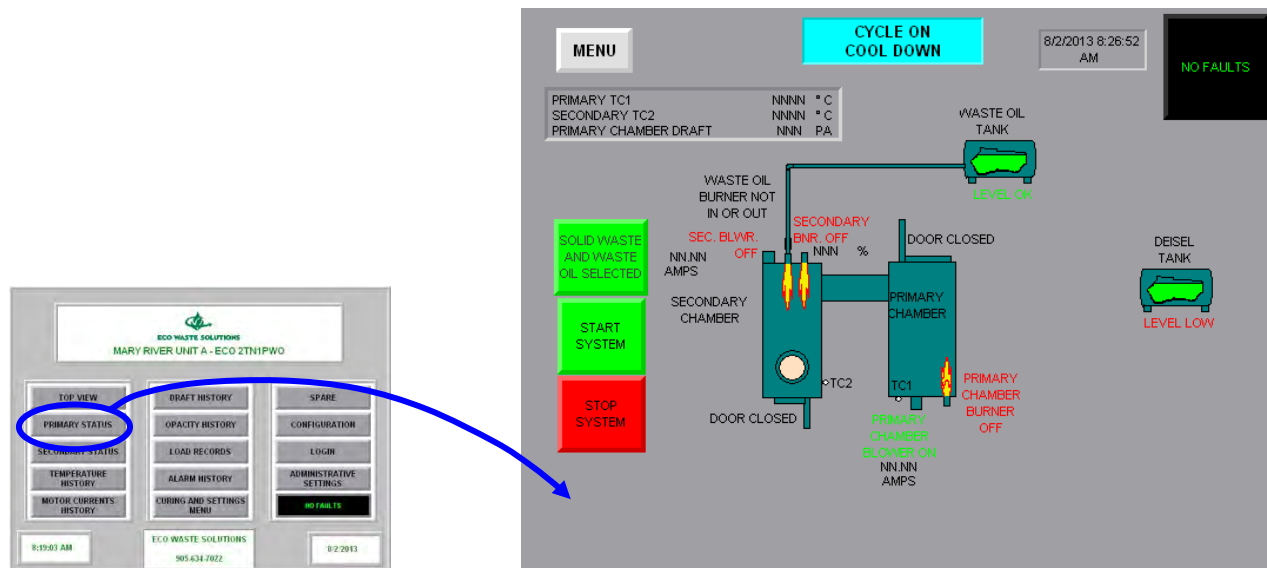 ECO WASTE SOLUTIONS
MARY RIVER UNIT A - ECO 2TN1PWO
TOP VIEW
DRAFT HISTORY
SPARE
PRIMARY STATUS
OPACITY HISTORY
CONFIGURATION
SECONDARY STATUS
LOAD RECORDS
LOGIN
TEMPERATURE
HISTORY
ALARM HISTORY
ADMINISTRATIVE
SETTINGS
MOTOR CURRENTS
HISTORY
CURING AND SETTINGS
MENU
NO FAULTS
8:19:03 AM
ECO WASTE SOLUTIONS
905-634-7022
8/2/2013
MENU
CYCLE ON
COOL DOWN
8/2/2013 8:26:52
AM
NO FAULTS
PRIMARY TC1 NNNN °C
SECONDARY TC2 NNNN °C
PRIMARY CHAMBER DRAFT NNN PA
WASTE OIL
TANK
LEVEL OK
WASTE OIL
BURNER NOT
IN OR OUT
SECONDARY
BNR. OFF
SEC. BLWR.
OFF
NNN %
NN.NN
AMPS
DOOR CLOSED
DEISEL
TANK
LEVEL LOW
SOLID WASTE
AND WASTE
OIL SELECTED
START
SYSTEM
STOP
SYSTEM
SECONDARY
CHAMBER
PRIMARY
CHAMBER
TC2
TC1
DOOR CLOSED
PRIMARY
CHAMBER
BURNER
OFF
PRIMARY
CHAMBER
BLOWER ON
NN.NN
AMPS